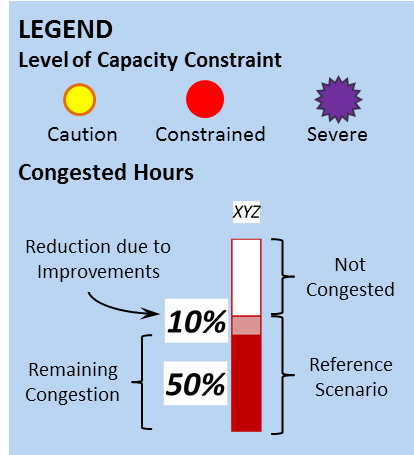 LEGEND
Level of Capacity Constraint
Caution
Constrained
Severe
Congested Hours
XYZ
Reduction due to
Improvements
Not
Congested
10%
Remaining
Congestion
50%
Reference
Scenario